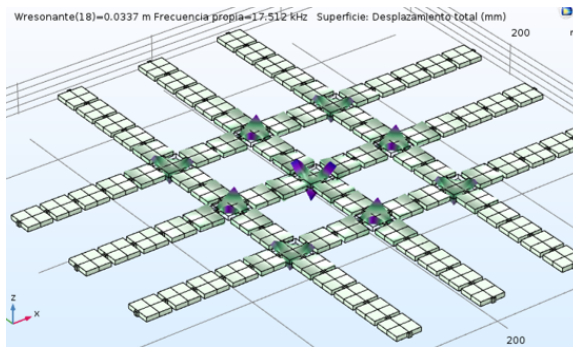 Wresonante(18)=0.0337 m Frecuencia propia=17.512 kHz Superficie: Desplazamiento total (mm)
200
z
x
200